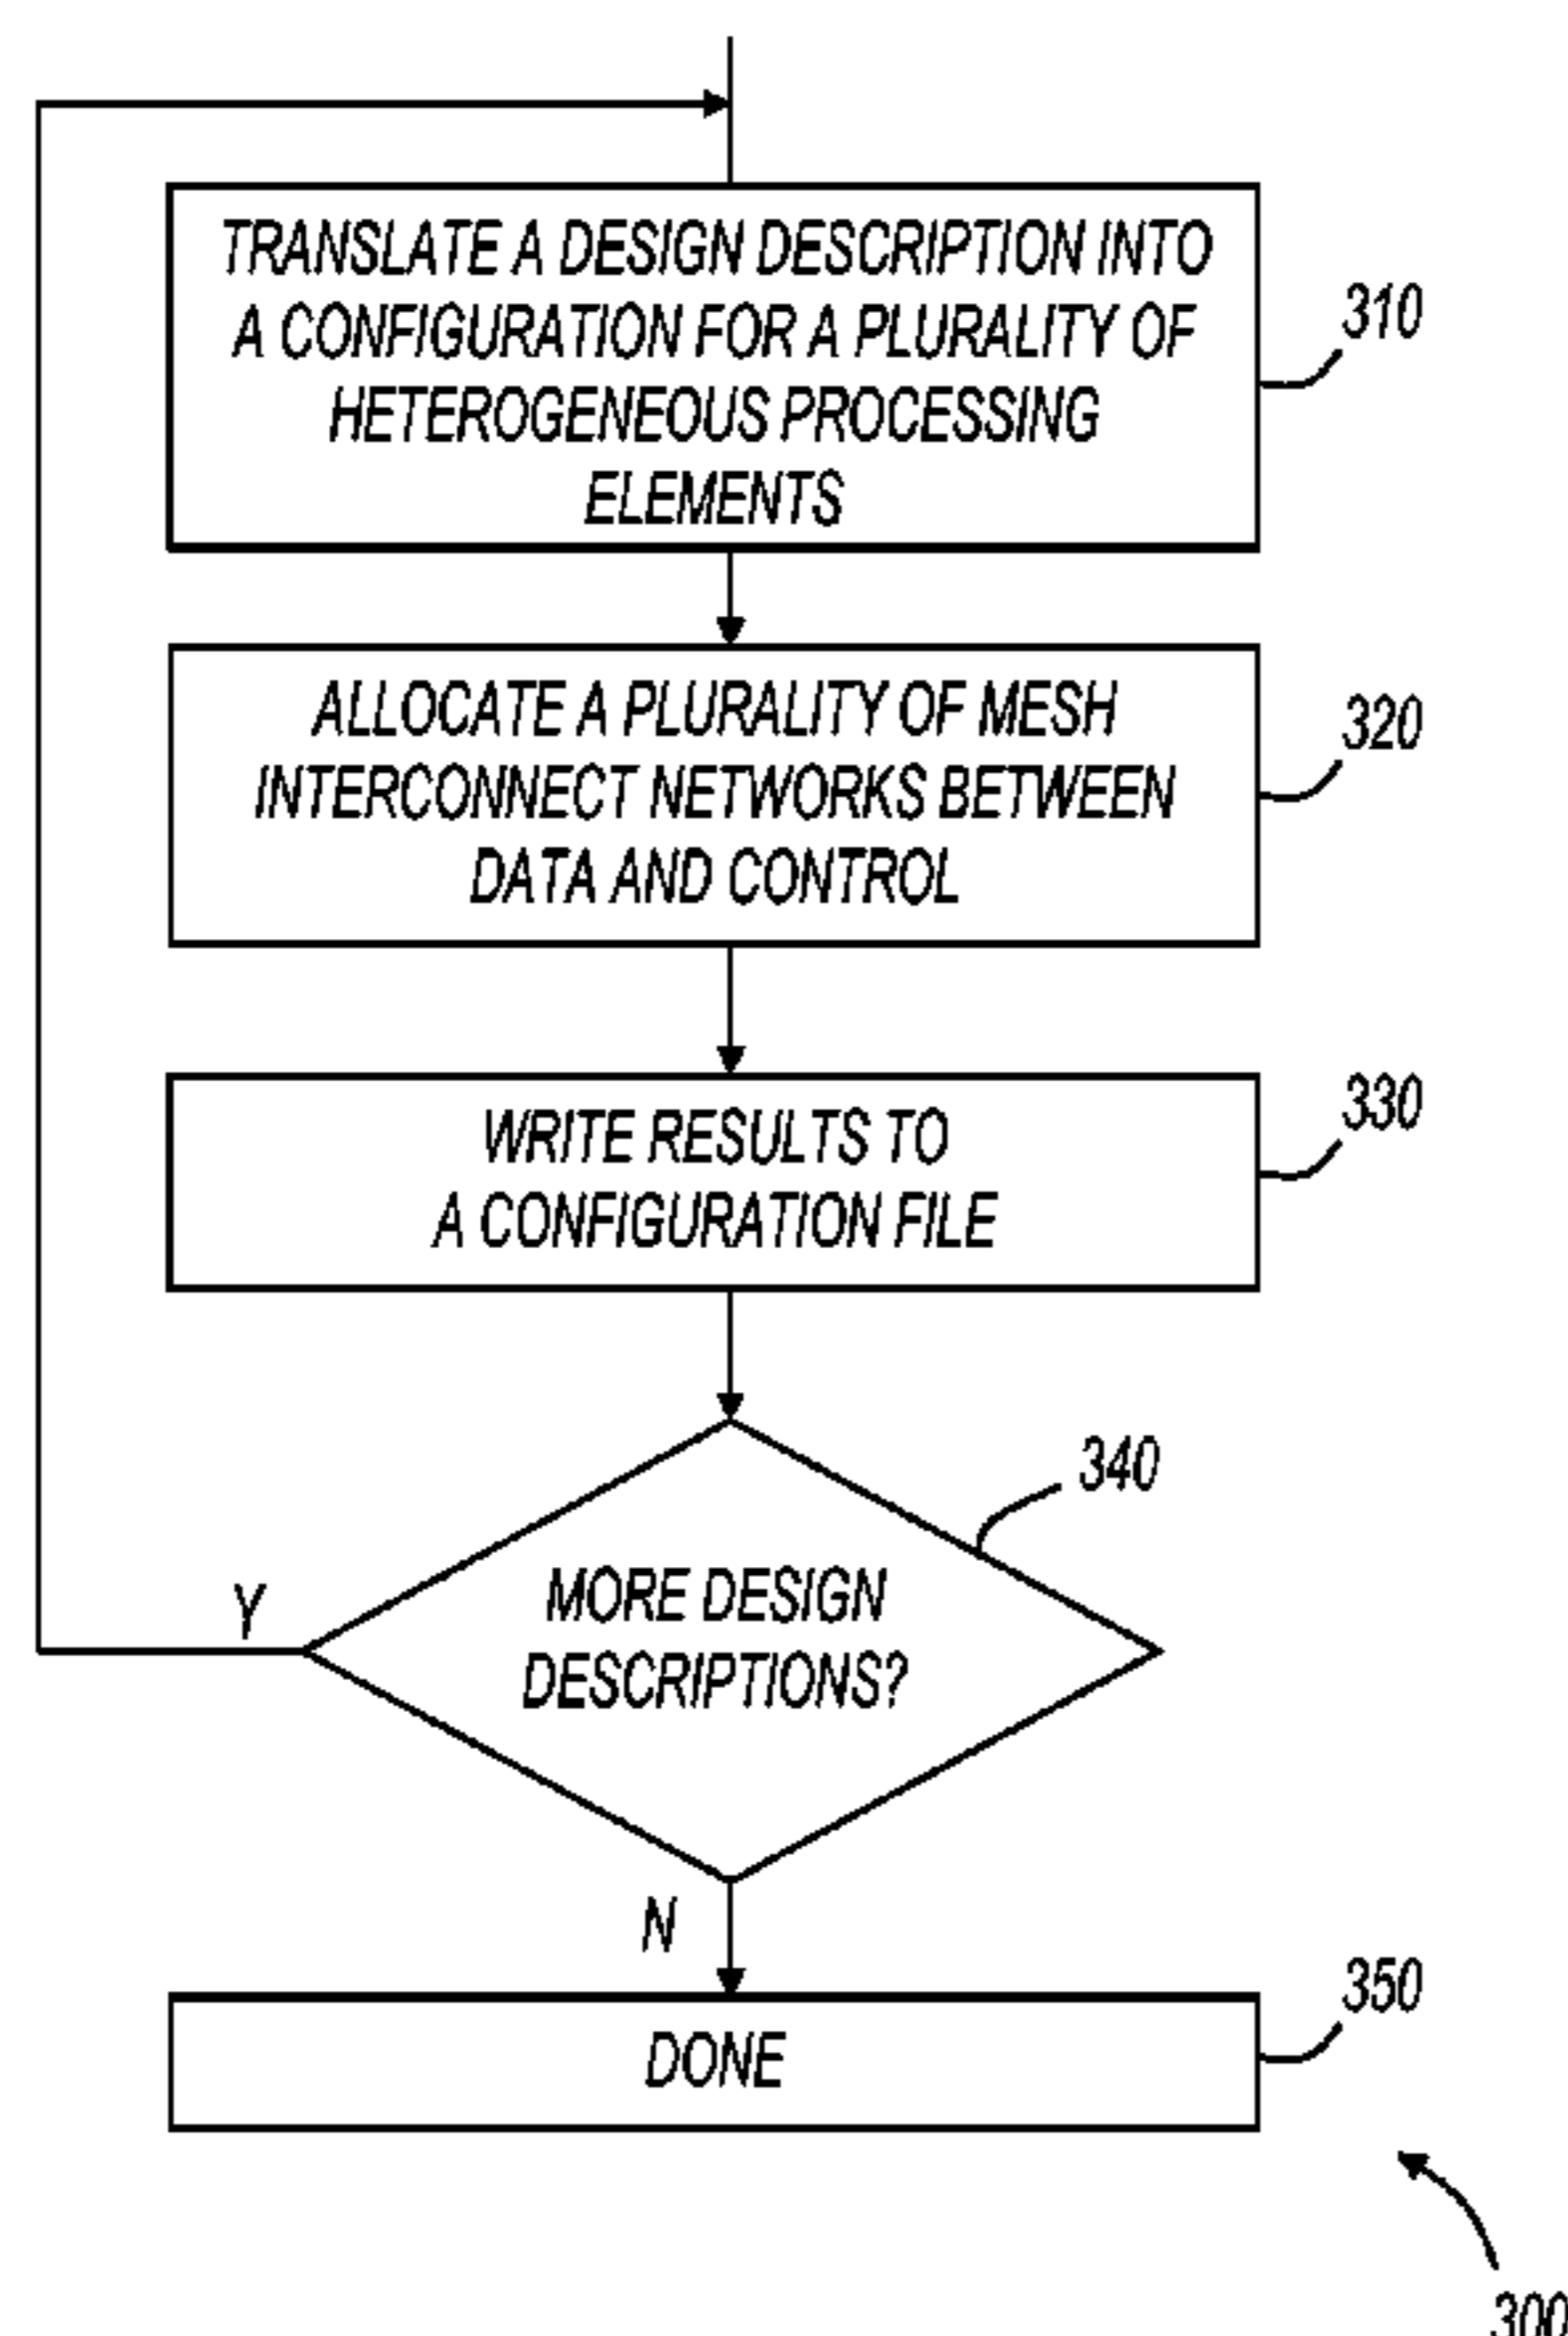 TRANSLATE A DESIGN DESCRIPTION INTO
A CONFIGURATION FOR A PLURALITY OF
HETEROGENEOUS PROCESSING
ELEMENTS
310
ALLOCATE A PLURALITY OF MESH
INTERCONNECT NETWORKS BETWEEN
DATA AND CONTROL
320
WRITE RESULTS TO
A CONFIGURATION FILE
330
340
MORE DESIGN
DESCRIPTIONS?
Y
N
DONE
350
300